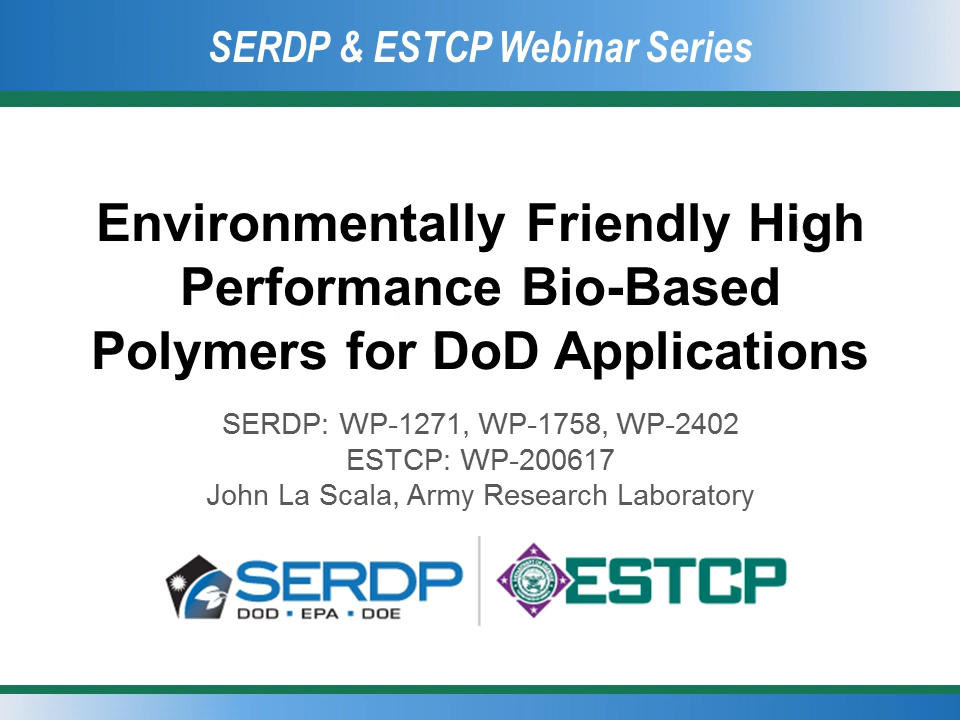 SERDP & ESTCP Webinar Series
Environmentally Friendly High
Performance Bio-Based
Polymers for DoD Applications
SERDP: WP-1271, WP-1758, WP-2402
ESTCP: WP-200617
John La Scala, Army Research Laboratory
SERDP
DOD • EPA • DOE
ESTCP